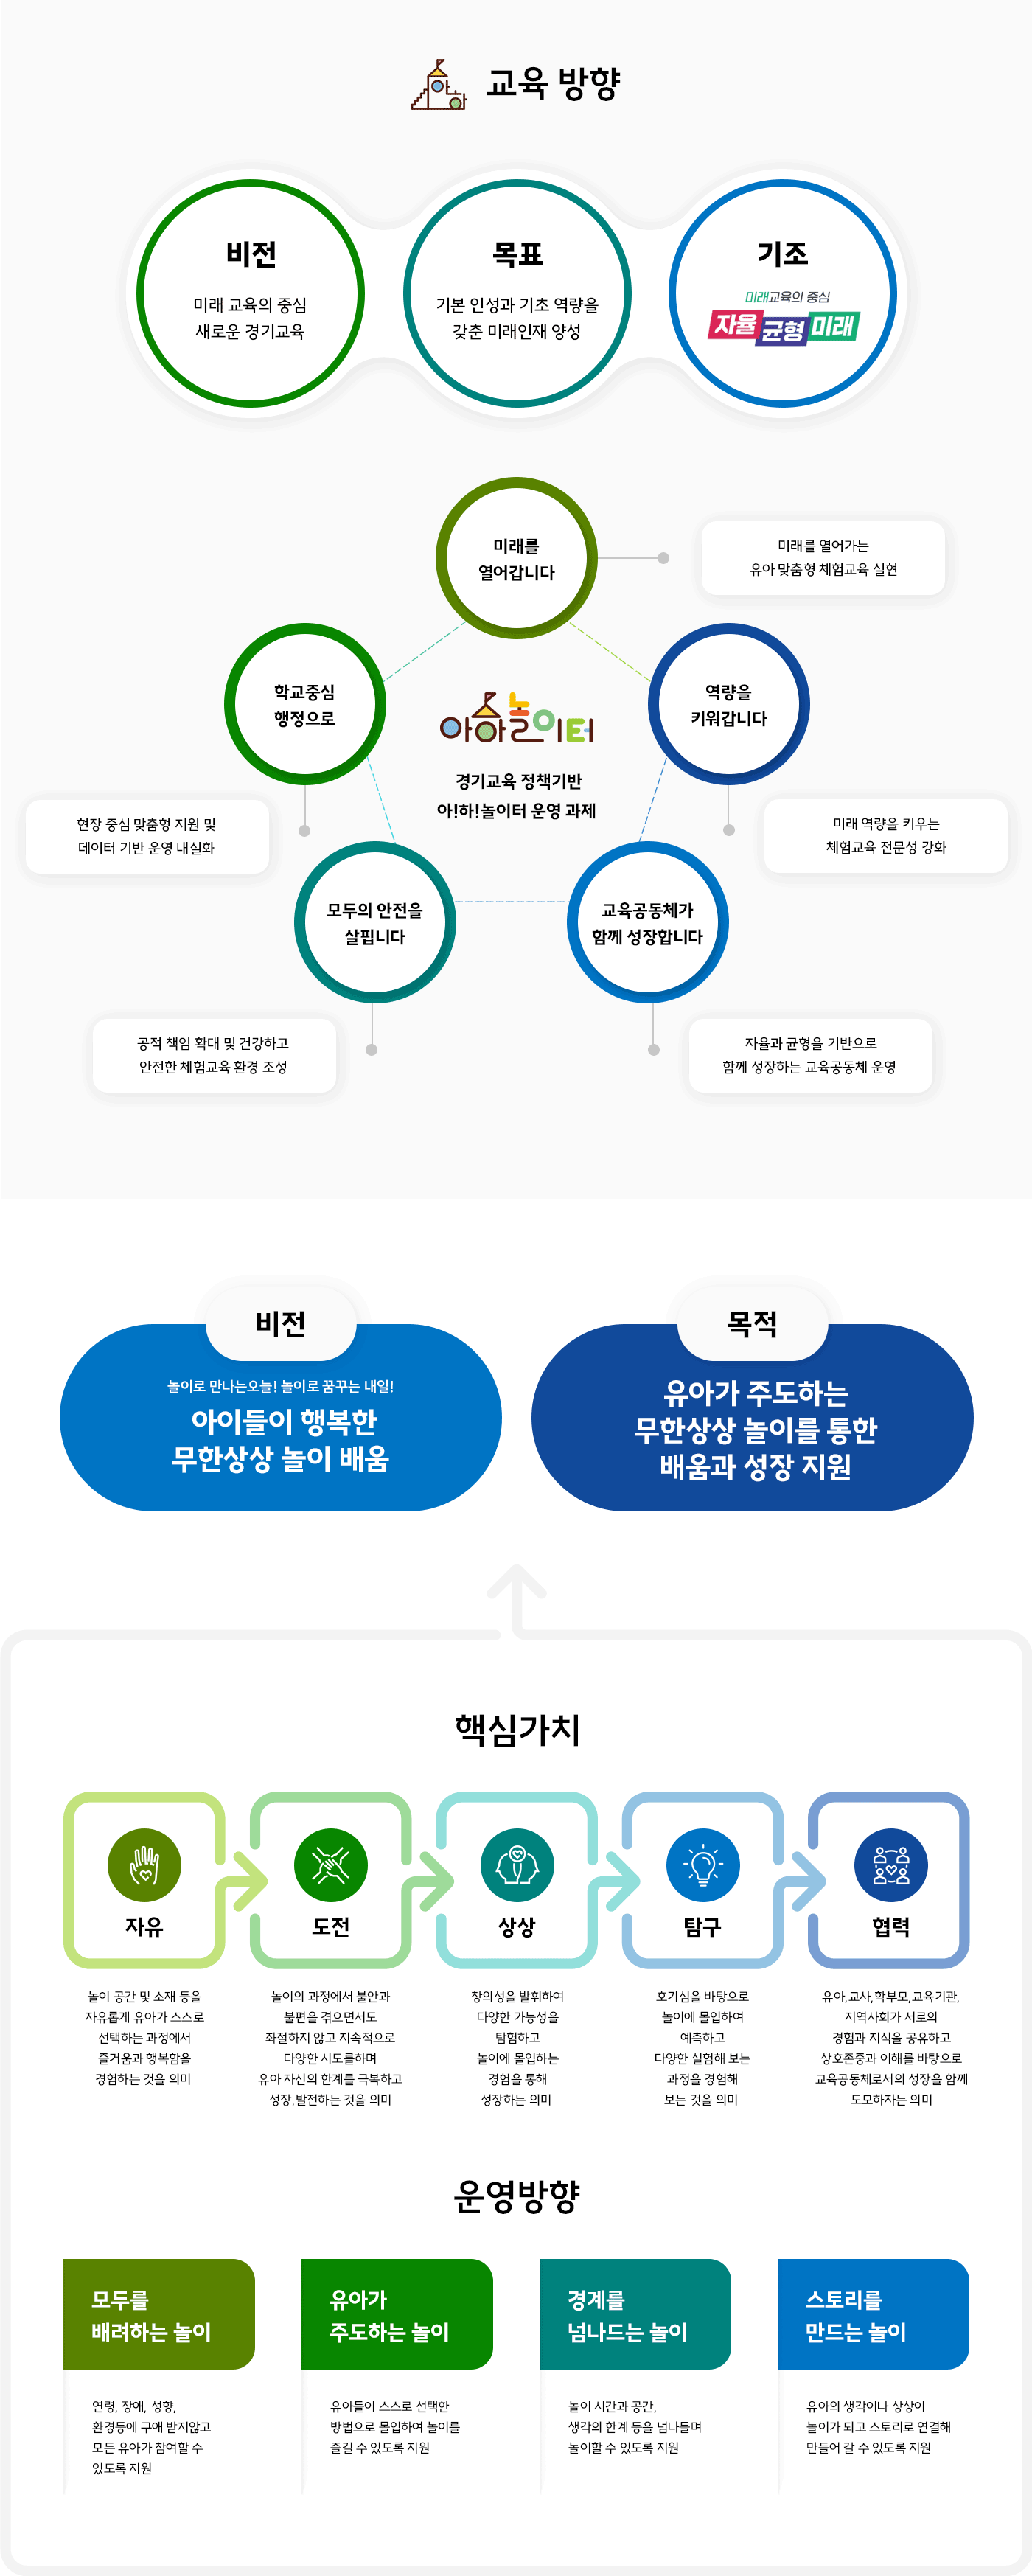 교육 방향
비전
미래 교육의 중심
새로운 경기교육
목표
기본 인성과 기초 역량을
갖춘 미래인재 양성
기조
미래교육의 중심
자율 균형 미래
미래를
열어갑니다
미래를 열어가는
유아 맞춤형 체험교육 실현
학교중심
행정으로
현장 중심 맞춤형 지원 및
데이터 기반 운영 내실화
역량을
키워갑니다
미래 역량을 키우는
체험교육 전문성 강화
아하놀이터
경기교육 정책기반
아!하!놀이터 운영 과제
모두의 안전을
살핍니다
공적 책임 확대 및 건강하고
안전한 체험교육 환경 조성
교육공동체가
함께 성장합니다
자율과 균형을 기반으로
함께 성장하는 교육공동체 운영
비전
놀이로 만나는오늘! 놀이로 꿈꾸는 내일!
아이들이 행복한
무한상상 놀이 배움
목적
유아가 주도하는
무한상상 놀이를 통한
배움과 성장 지원
핵심가치
자유
놀이 공간 및 소재 등을
자유롭게 유아가 스스로
선택하는 과정에서
즐거움과 행복함을
경험하는 것을 의미
도전
놀이의 과정에서 불안과
불편을 겪으면서도
좌절하지 않고 지속적으로
다양한 시도를하며
유아 자신의 한계를 극복하고
성장,발전하는 것을 의미
상상
창의성을 발휘하여
다양한 가능성을
탐험하고
놀이에 몰입하는
경험을 통해
성장하는 의미
탐구
호기심을 바탕으로
놀이에 몰입하여
예측하고
다양한 실험해 보는
과정을 경험해
보는 것을 의미
협력
유아,교사,학부모,교육기관,
지역사회가 서로의
경험과 지식을 공유하고
상호존중과 이해를 바탕으로
교육공동체로서의 성장을 함께
도모하자는 의미
운영방향
모두를
배려하는 놀이
연령, 장애, 성향,
환경등에 구애 받지않고
모든 유아가 참여할 수
있도록 지원
유아가
주도하는 놀이
유아들이 스스로 선택한
방법으로 몰입하여 놀이를
즐길 수 있도록 지원
경계를
넘나드는 놀이
놀이 시간과 공간,
생각의 한계 등을 넘나들며
놀이할 수 있도록 지원
스토리를
만드는 놀이
유아의 생각이나 상상이
놀이가 되고 스토리로 연결해
만들어 갈 수 있도록 지원